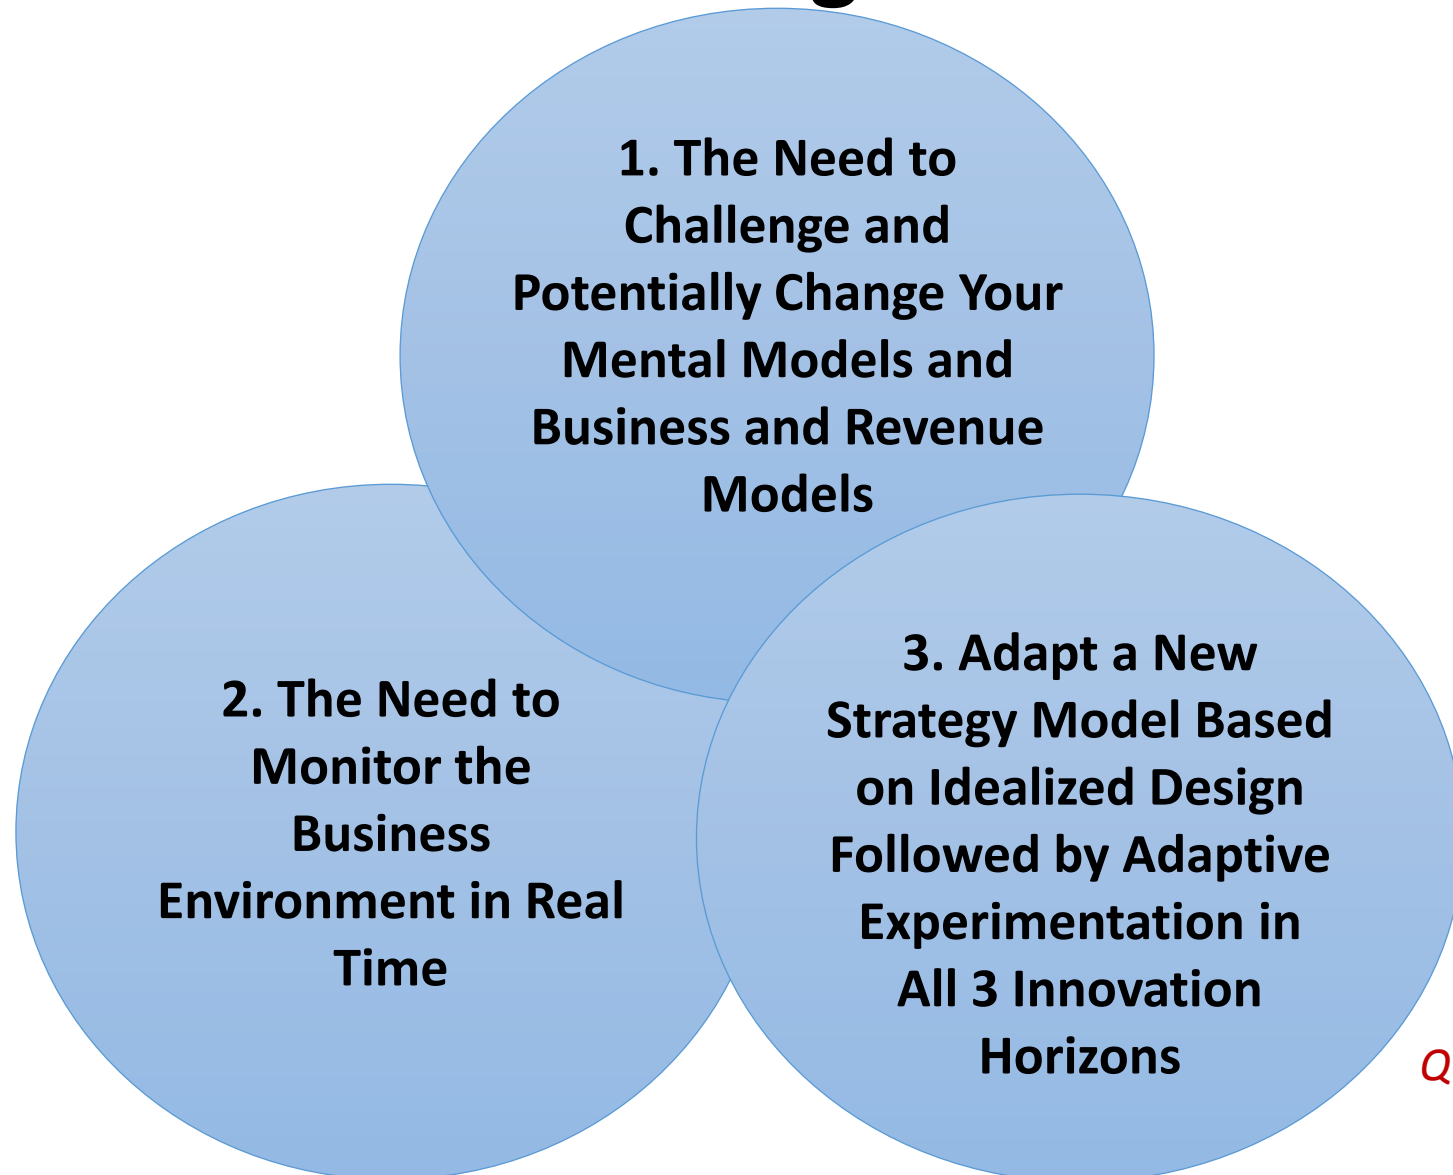 1. The Need to
Challenge and
Potentially Change Your
Mental Models and
Business and Revenue
Models
2. The Need to
Monitor the
Business
Environment in Real
Time
3. Adapt a New
Strategy Model Based
on Idealized Design
Followed by Adaptive
Experimentation in
All 3 Innovation
Horizons
Q